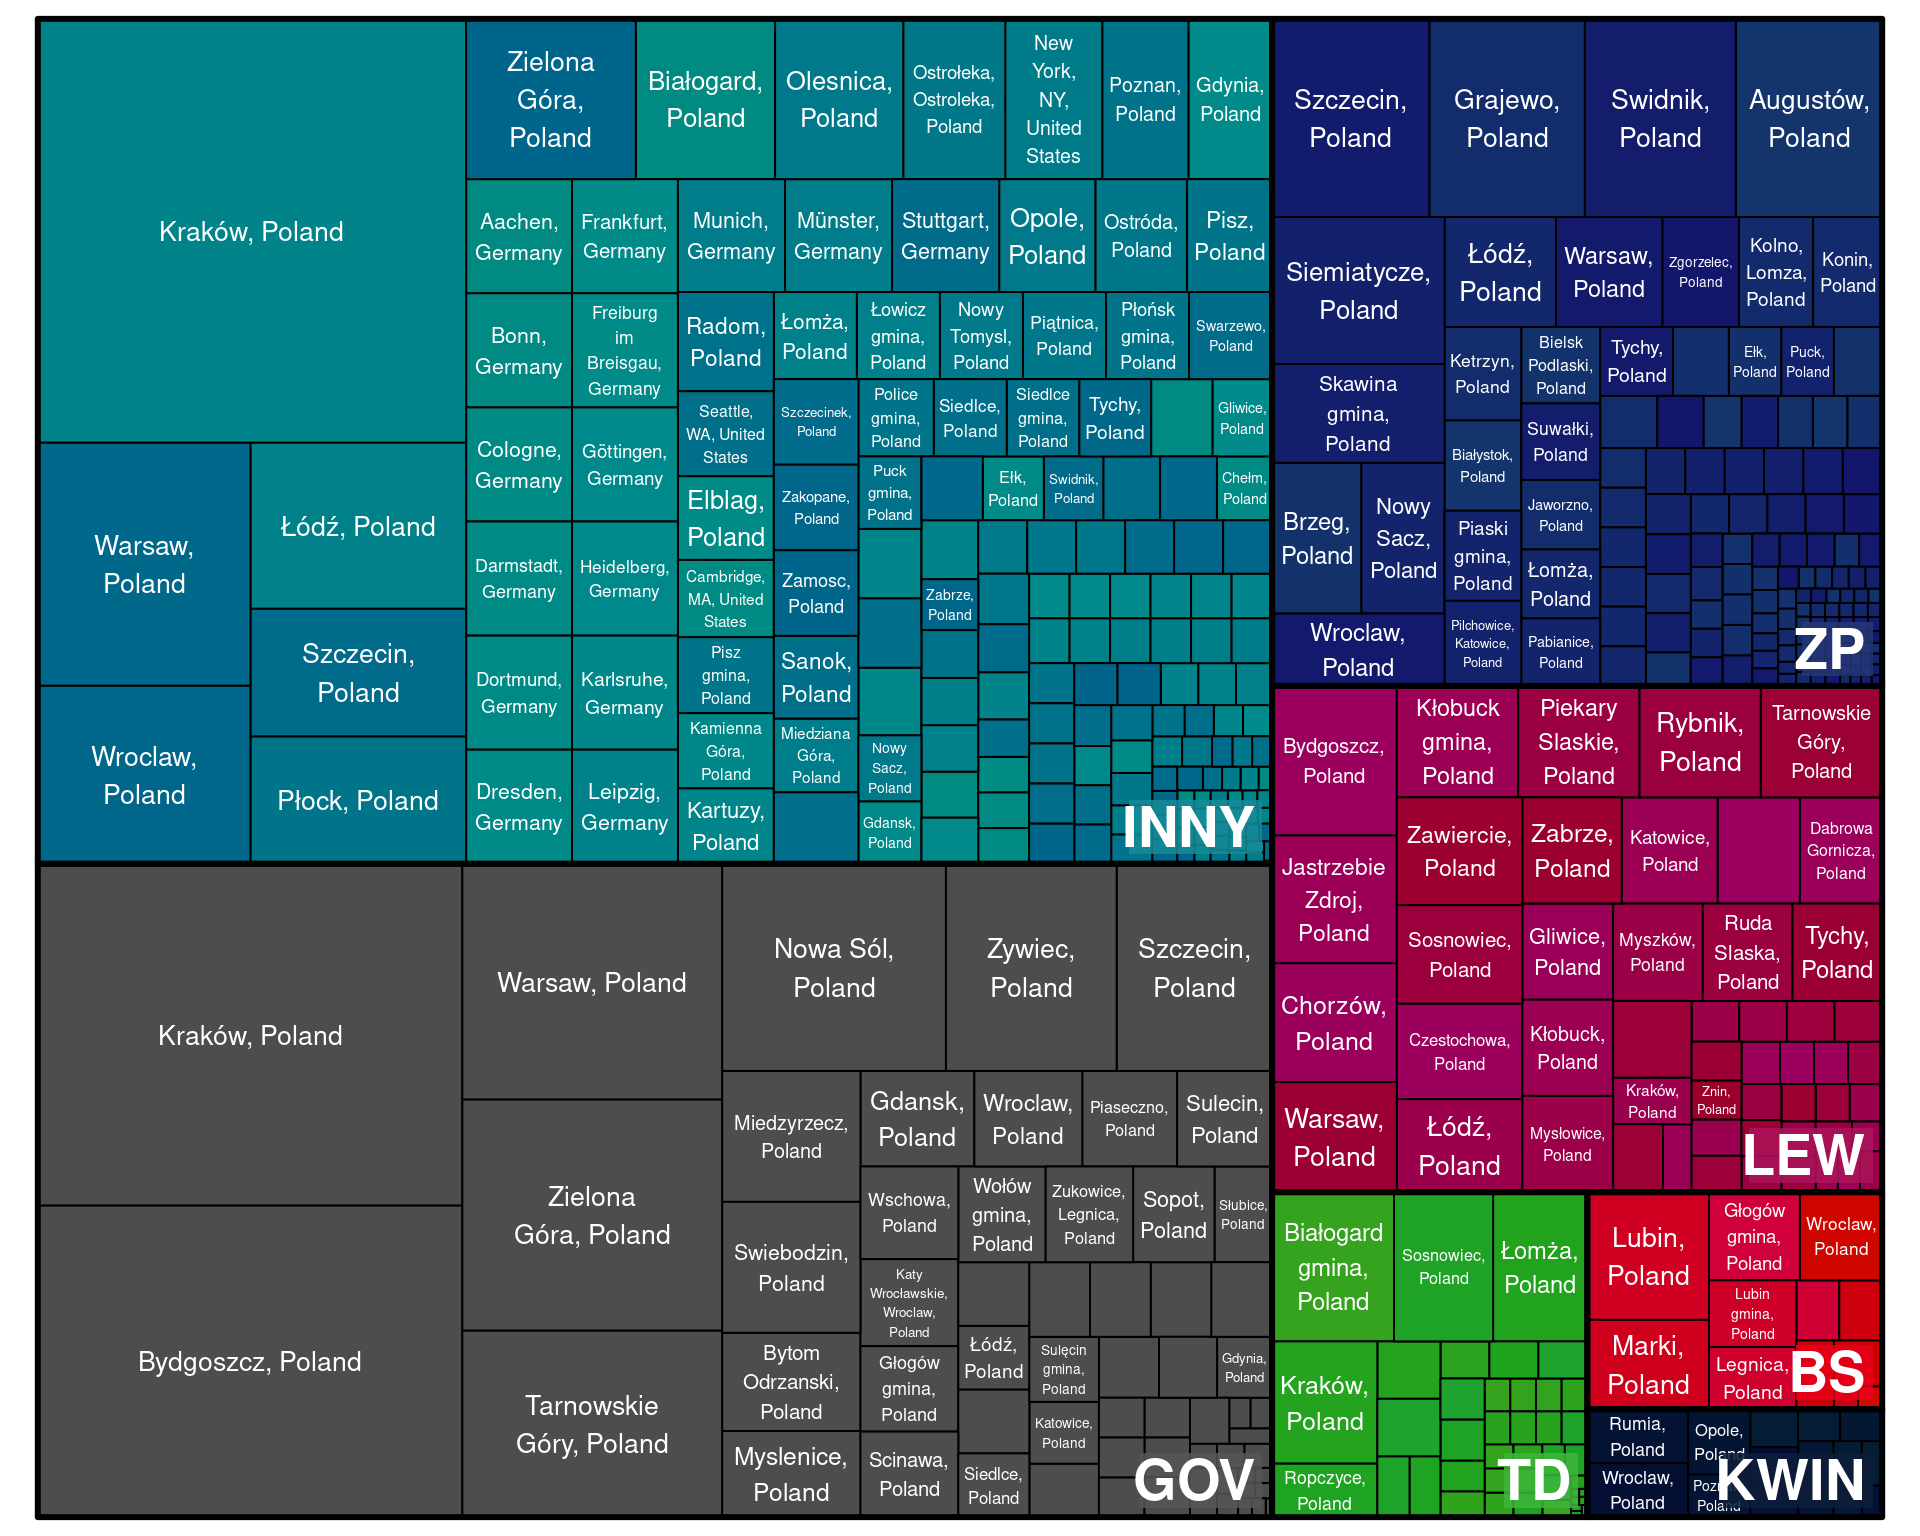 Kraków, Poland
Warsaw,
Poland
Wroclaw,
Poland
Łódź, Poland
Szczecin,
Poland
Płock, Poland
Zielona
Góra,
Poland
Białogard,
Poland
Olesnica,
Poland
Ostrołeka,
Ostroleka,
Poland
New
York,
NY,
United
States
Poznan,
Poland
Gdynia,
Poland
Aachen,
Germany
Frankfurt,
Germany
Munich,
Germany
Münster,
Germany
Stuttgart,
Germany
Opole,
Poland
Ostróda,
Poland
Pisz,
Poland
Bonn,
Germany
Freiburg
im
Breisgau,
Germany
Cologne,
Germany
Göttingen,
Germany
Darmstadt,
Germany
Heidelberg,
Germany
Dortmund,
Germany
Karlsruhe,
Germany
Dresden,
Germany
Leipzig,
Germany
Radom,
Poland
Seattle,
WA, United
States
Elblag,
Poland
Cambridge,
MA, United
States
Pisz
gmina,
Poland
Kamienna
Góra,
Poland
Kartuzy,
Poland
Łomża,
Poland
Łowicz
gmina,
Poland
Nowy
Tomysl,
Poland
Piątnica,
Poland
Płońsk
gmina,
Poland
Swarzewo,
Poland
Szczecinek,
Poland
Zakopane,
Poland
Zamosc,
Poland
Sanok,
Poland
Miedziana
Góra,
Poland
Police
gmina,
Poland
Siedlce,
Poland
Siedlce
gmina,
Poland
Tychy,
Poland
Gliwice,
Poland
Puck
gmina,
Poland
Ełk,
Poland
Swidnik,
Poland
Chełm,
Poland
Zabrze,
Poland
Nowy
Sacz,
Poland
Gdansk,
Poland
INNY
Szczecin,
Poland
Grajewo,
Poland
Swidnik,
Poland
Augustów,
Poland
Siemiatycze,
Poland
Skawina
gmina,
Poland
Brzeg,
Poland
Nowy
Sacz,
Poland
Wroclaw,
Poland
Łódź,
Poland
Warsaw,
Poland
Zgorzelec,
Poland
Kolno,
Lomza,
Poland
Konin,
Poland
Ketrzyn,
Poland
Białystok,
Poland
Piaski
gmina,
Poland
Pilchowice,
Katowice,
Poland
Bielsk
Podlaski,
Poland
Suwałki,
Poland
Jaworzno,
Poland
Łomża,
Poland
Pabianice,
Poland
Tychy,
Poland
Ełk,
Poland
Puck,
Poland
ZP
Kraków, Poland
Bydgoszcz, Poland
Warsaw, Poland
Zielona
Góra, Poland
Tarnowskie
Góry, Poland
Nowa Sól,
Poland
Zywiec,
Poland
Szczecin,
Poland
Miedzyrzecz,
Poland
Swiebodzin,
Poland
Bytom
Odrzanski,
Poland
Myslenice,
Poland
Gdansk,
Poland
Wroclaw,
Poland
Piaseczno,
Poland
Sulecin,
Poland
Wschowa,
Poland
Katy
Wrocławskie,
Wroclaw,
Poland
Głogów
gmina,
Poland
Scinawa,
Poland
Wołów
gmina,
Poland
Zukowice,
Legnica,
Poland
Sopot,
Poland
Słubice,
Poland
Łódź,
Poland
Siedlce,
Poland
Sulęcin
gmina,
Poland
Katowice,
Poland
Gdynia,
Poland
GOV
Bydgoszcz,
Poland
Jastrzebie
Zdroj,
Poland
Chorzów,
Poland
Warsaw,
Poland
Kłobuck
gmina,
Poland
Piekary
Slaskie,
Poland
Rybnik,
Poland
Tarnowskie
Góry,
Poland
Zawiercie,
Poland
Sosnowiec,
Poland
Czestochowa,
Poland
Łódź,
Poland
Zabrze,
Poland
Katowice,
Poland
Dabrowa
Gornicza,
Poland
Gliwice,
Poland
Myszków,
Poland
Ruda
Slaska,
Poland
Tychy,
Poland
Kłobuck,
Poland
Mysłowice,
Poland
Kraków,
Poland
Znin,
Poland
LEW
Białogard
gmina,
Poland
Sosnowiec,
Poland
Łomża,
Poland
Kraków,
Poland
Ropczyce,
Poland
TD
Lubin,
Poland
Marki,
Poland
Głogów
gmina,
Poland
Wroclaw,
Poland
Lubin
gmina,
Poland
Legnica,
Poland
BS
Rumia,
Poland
Wroclaw,
Poland
Opole,
Poland
Poznan,
Poland
KWIN